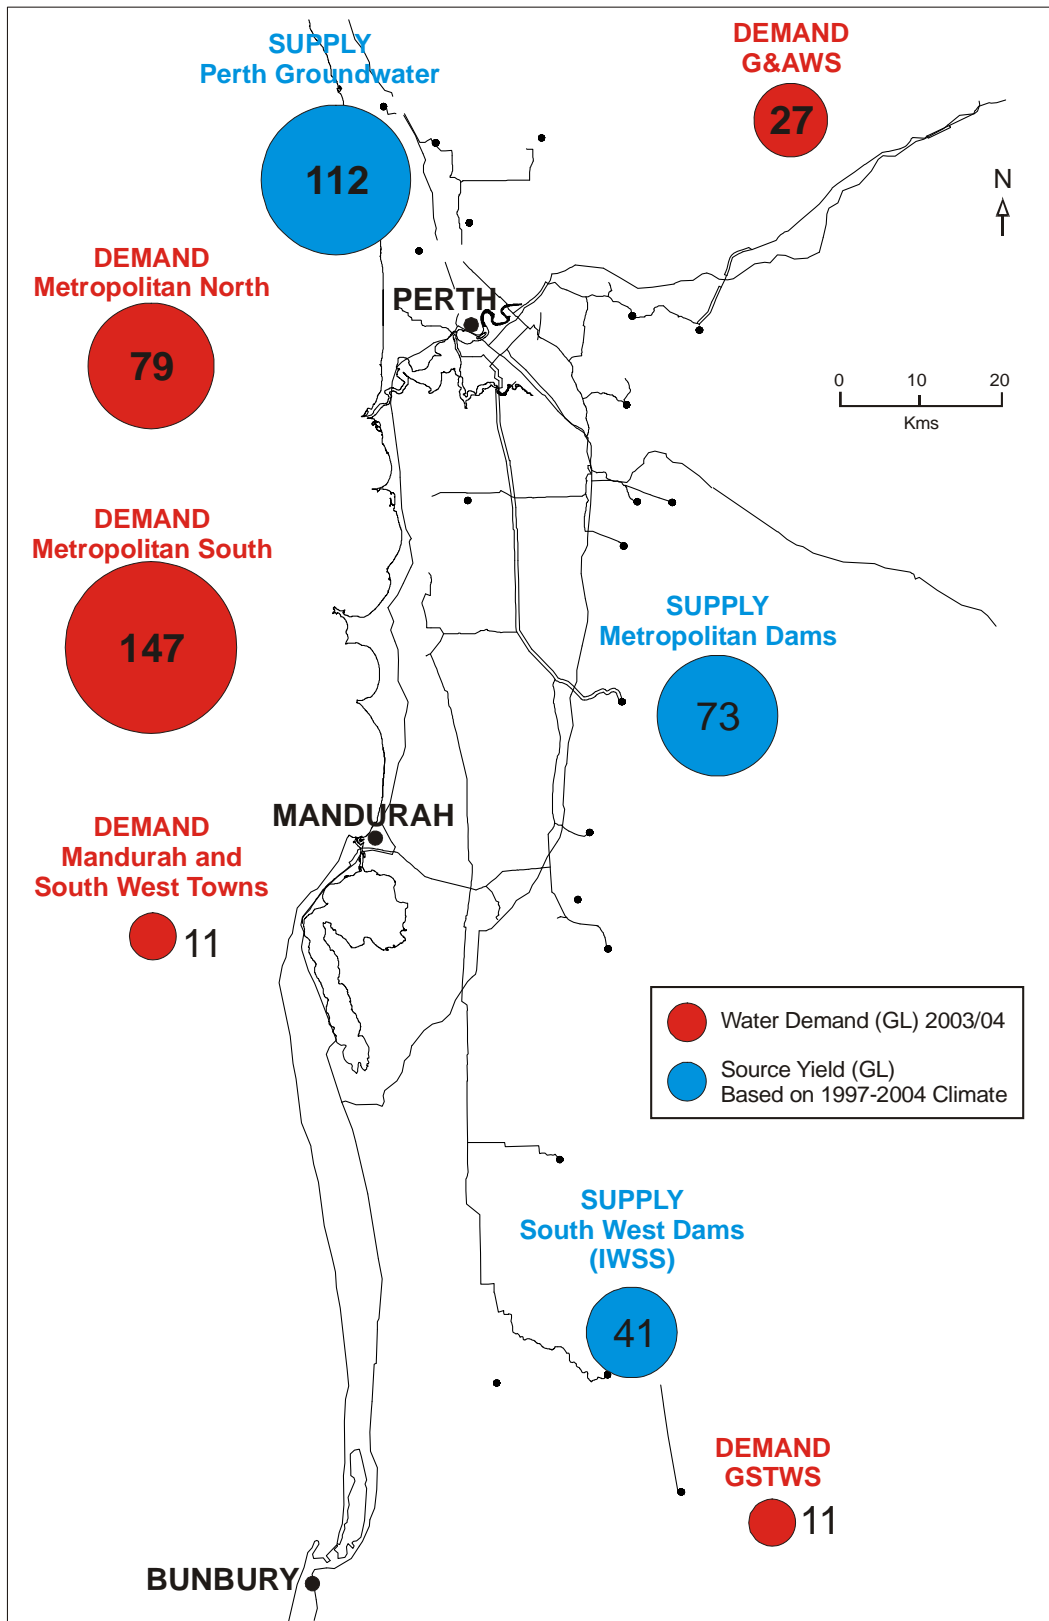 SUPPLY
Perth Groundwater
112
DEMAND
G&AWS
27
N
DEMAND
Metropolitan North
79
PERTH
0 10 20
Kms
DEMAND
Metropolitan South
147
SUPPLY
Metropolitan Dams
73
MANDURAH
DEMAND
Mandurah and
South West Towns
11
Water Demand (GL) 2003/04
Source Yield (GL)
Based on 1997-2004 Climate
SUPPLY
South West Dams
(IWSS)
41
DEMAND
GSTWS
11
BUNBURY